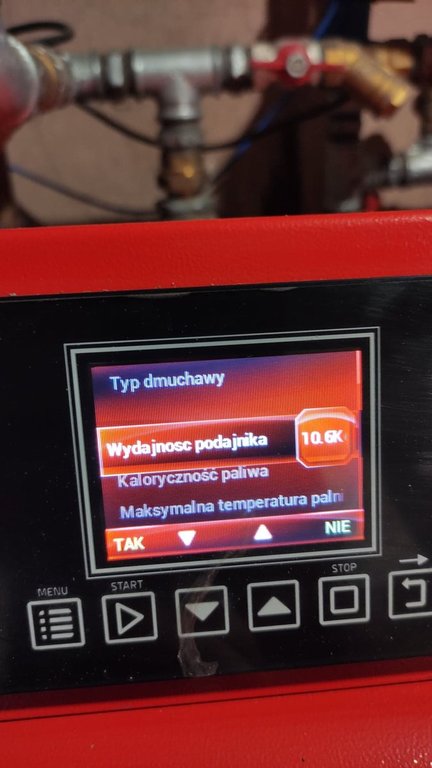 Typ dmuchawy
Wydajnosc podajnika 10.6K
Kaloryczność paliwa
Maksymalna temperatura palni
TAK NIE
MENU START STOP